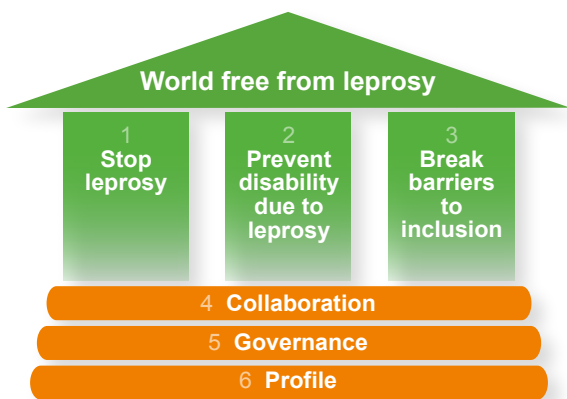 World free from leprosy
1
Stop
leprosy
2
Prevent
disability
due to
leprosy
3
Break
barriers
to
inclusion
4 Collaboration
5 Governance
6 Profile